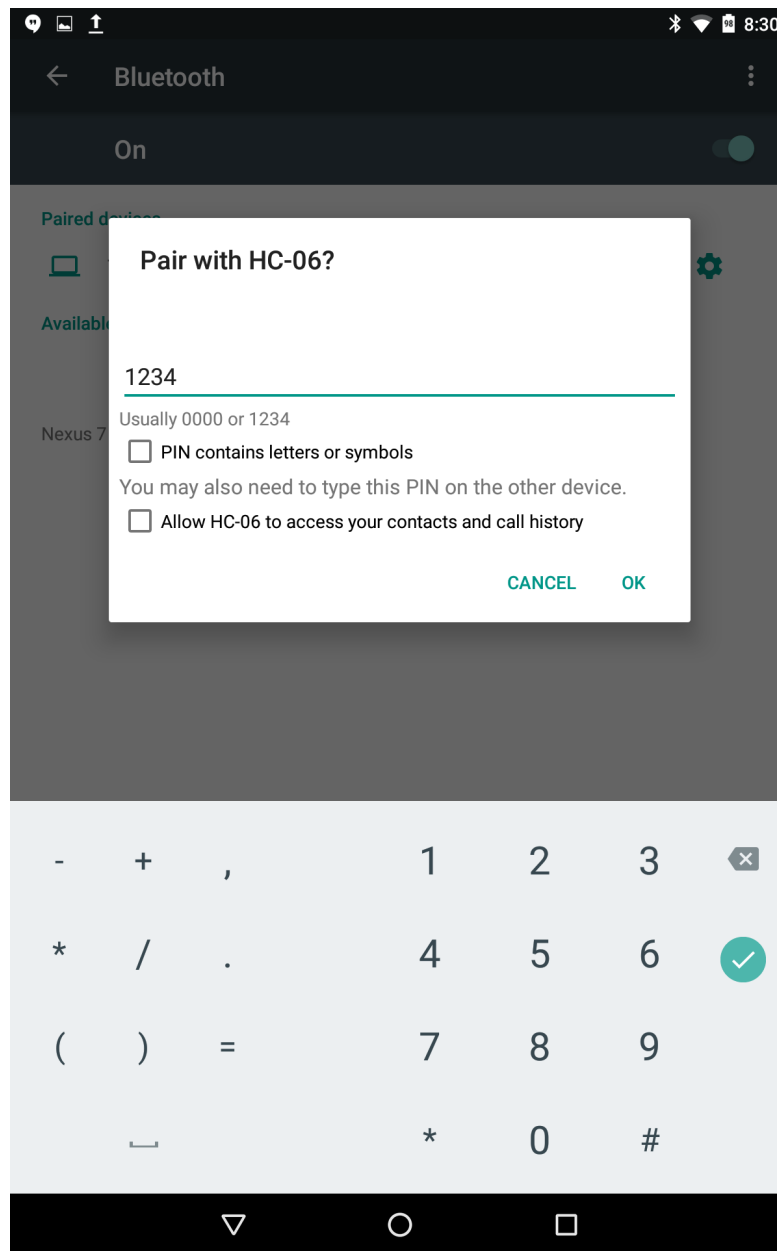 98 8:30
Bluetooth
On
Paired devices
Pair with HC-06?
Available
1234
Usually 0000 or 1234
Nexus 7
PIN contains letters or symbols
You may also need to type this PIN on the other device.
Allow HC-06 to access your contacts and call history
CANCEL OK
- + , 1 2 3
* / . 4 5 6
( ) = 7 8 9
* 0 #